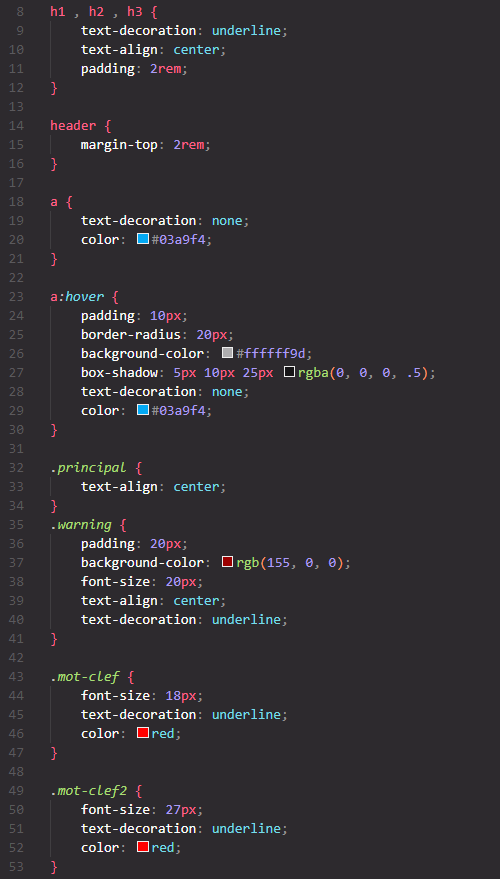 8 h1 , h2 , h3 {
9     text-decoration: underline;
10     text-align: center;
11     padding: 2rem;
12 }
13
14 header {
15     margin-top: 2rem;
16 }
17
18 a {
19     text-decoration: none;
20     color: #03a9f4;
21 }
22
23 a:hover {
24     padding: 10px;
25     border-radius: 20px;
26     background-color: #ffffff9d;
27     box-shadow: 5px 10px 25px rgba(0, 0, 0, .5);
28     text-decoration: none;
29     color: #03a9f4;
30 }
31
32 .principal {
33     text-align: center;
34 }
35 .warning {
36     padding: 20px;
37     background-color: rgb(155, 0, 0);
38     font-size: 20px;
39     text-align: center;
40     text-decoration: underline;
41 }
42
43 .mot-clef {
44     font-size: 18px;
45     text-decoration: underline;
46     color: red;
47 }
48
49 .mot-clef2 {
50     font-size: 27px;
51     text-decoration: underline;
52     color: red;
53 }